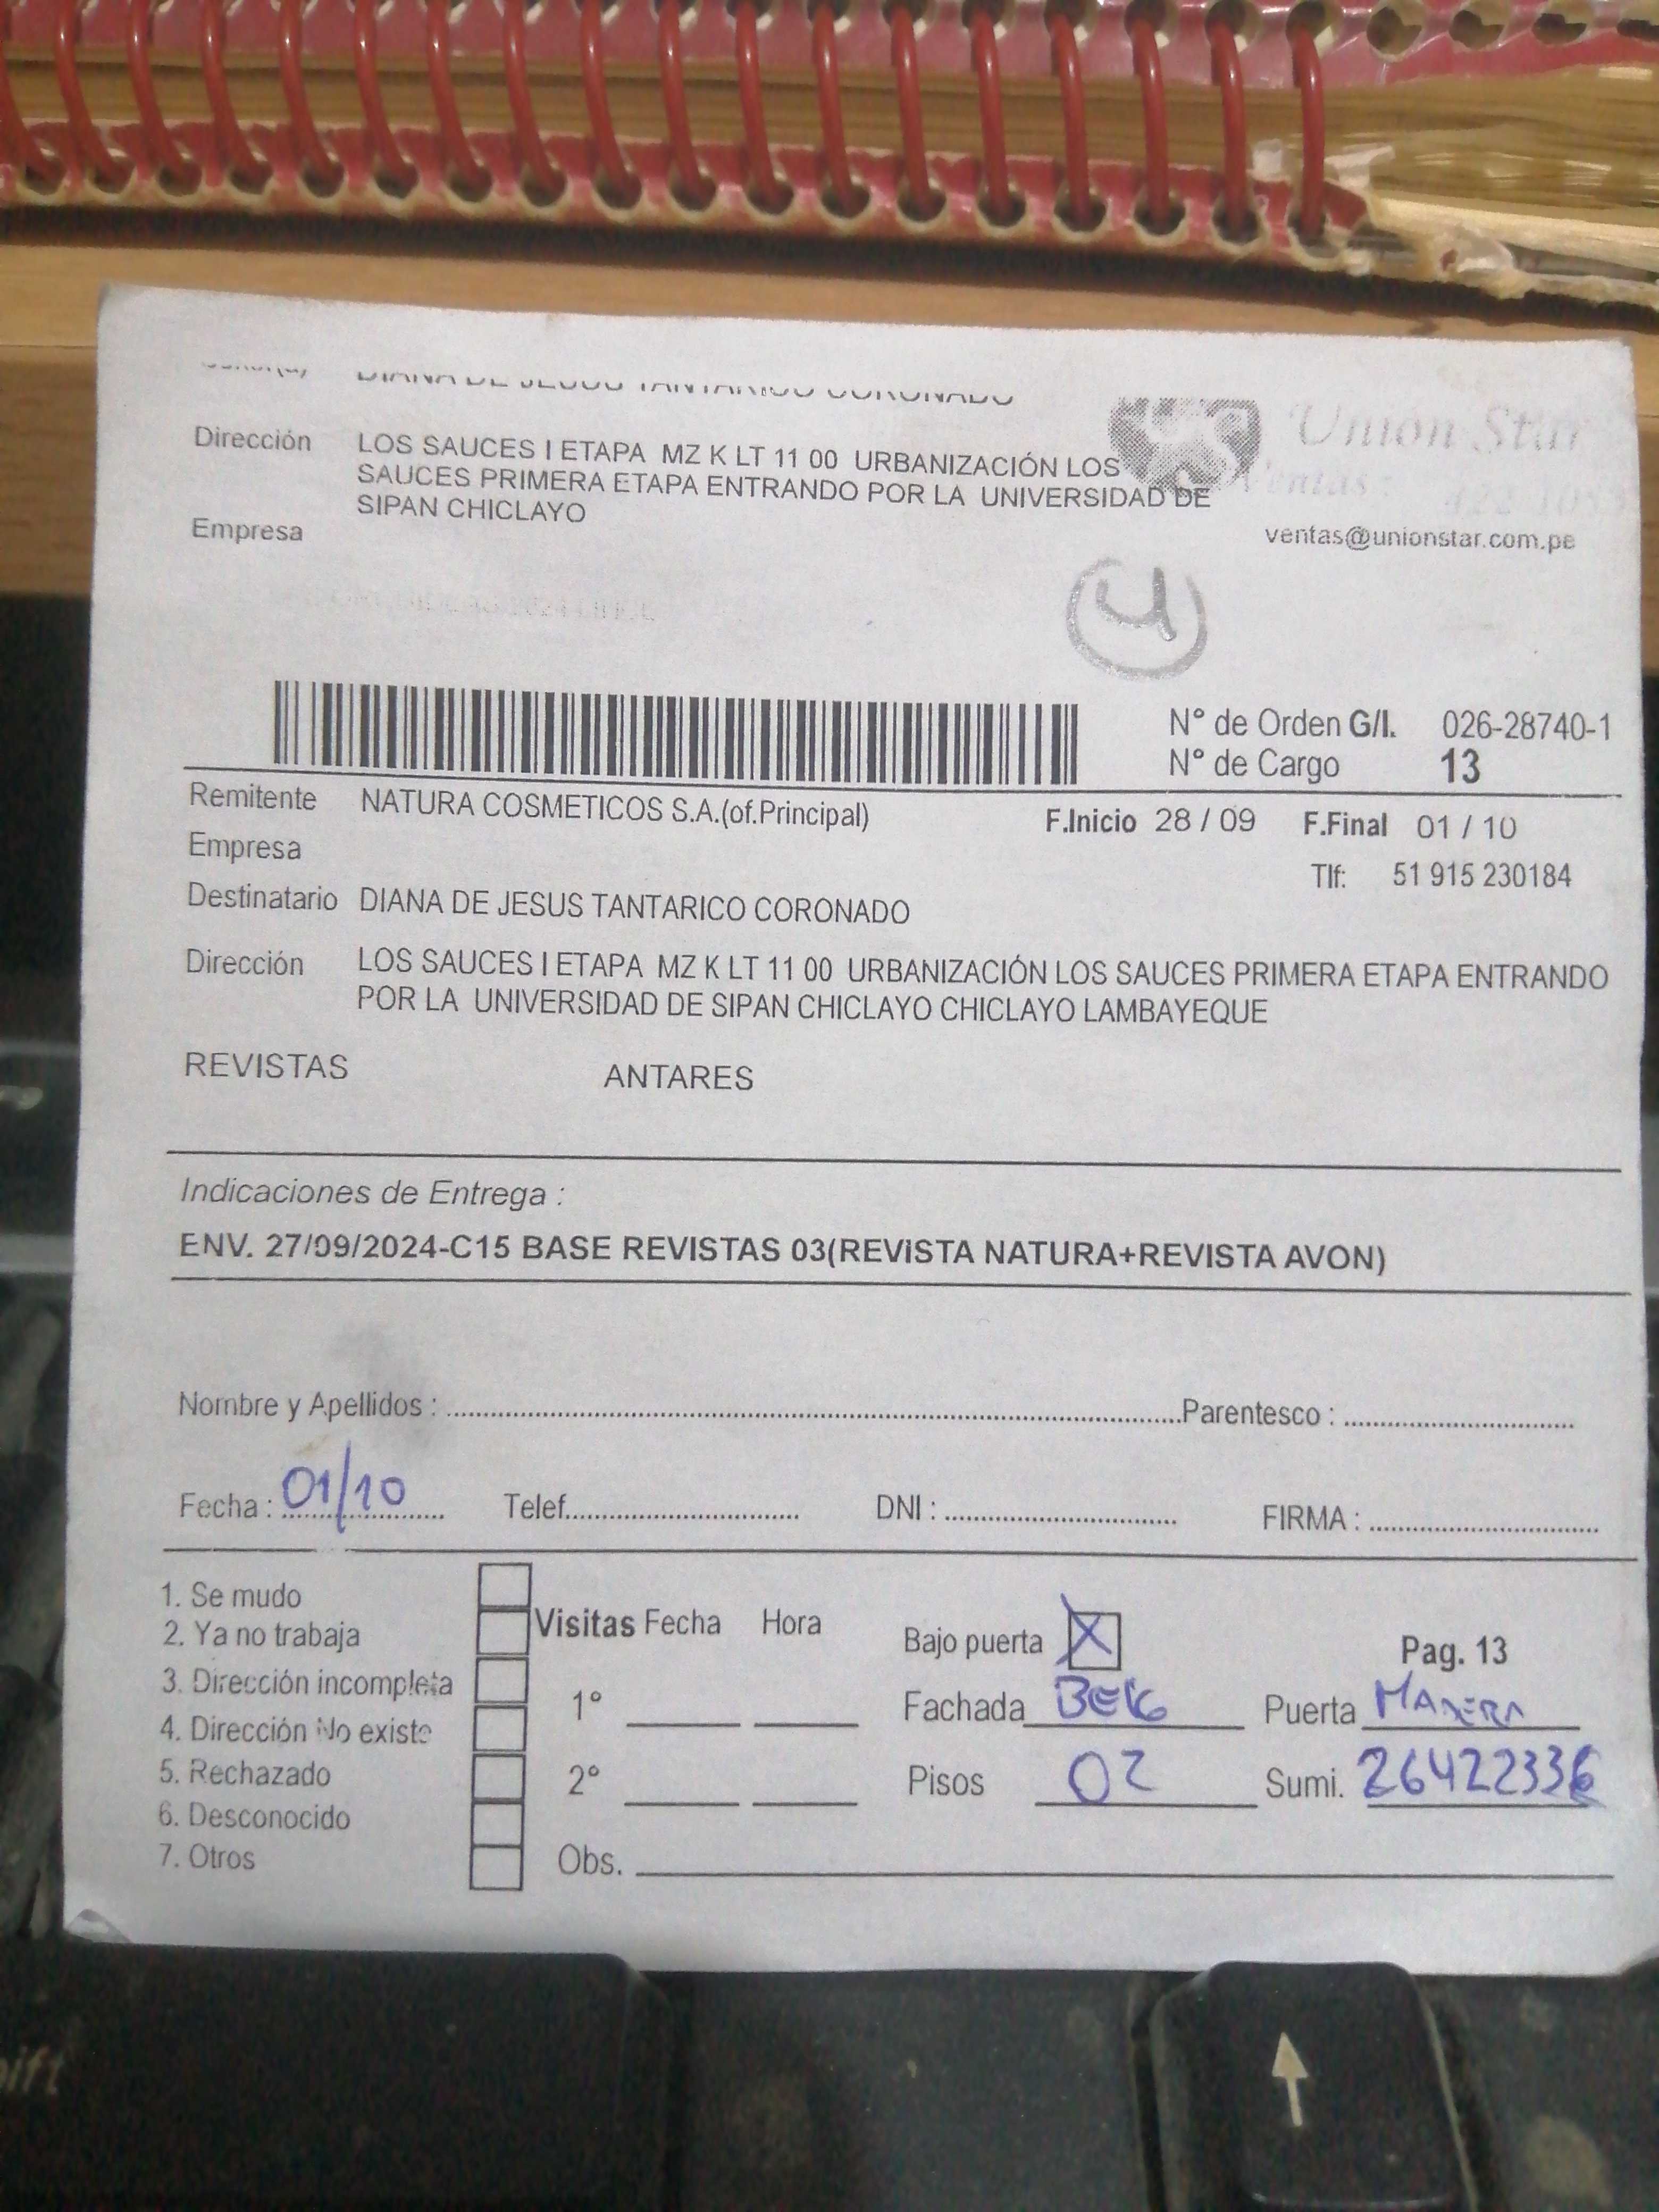 DIANA DE JESUS TANTARICO CORONADO
Unión Star
Dirección LOS SAUCES I ETAPA MZ K LT 11 00 URBANIZACIÓN LOS
SAUCES PRIMERA ETAPA ENTRANDO POR LA UNIVERSIDAD DE
SIPAN CHICLAYO
Ventas
Empresa
ventas@unionstar.com.pe
4
N° de Orden G/I. 026-28740-1
N° de Cargo 13
Remitente NATURA COSMETICOS S.A.(of.Principal) F.Inicio 28 / 09 F.Final 01 / 10
Empresa
Tlf: 51 915 230184
Destinatario DIANA DE JESUS TANTARICO CORONADO
Dirección LOS SAUCES I ETAPA MZ K LT 11 00 URBANIZACIÓN LOS SAUCES PRIMERA ETAPA ENTRANDO
POR LA UNIVERSIDAD DE SIPAN CHICLAYO CHICLAYO LAMBAYEQUE
REVISTAS ANTARES
Indicaciones de Entrega :
ENV. 27/09/2024-C15 BASE REVISTAS 03(REVISTA NATURA+REVISTA AVON)
Nombre y Apellidos : Parentesco :
Fecha : 01/10 Telef. DNI : FIRMA :
1. Se mudo
2. Ya no trabaja
3. Dirección incompleta
4. Dirección No existe
5. Rechazado
6. Desconocido
7. Otros
Visitas Fecha Hora
1°
2°
Obs.
Bajo puerta X Pag. 13
Fachada BEIG Puerta MADERA
Pisos 02 Sumi. 26422336